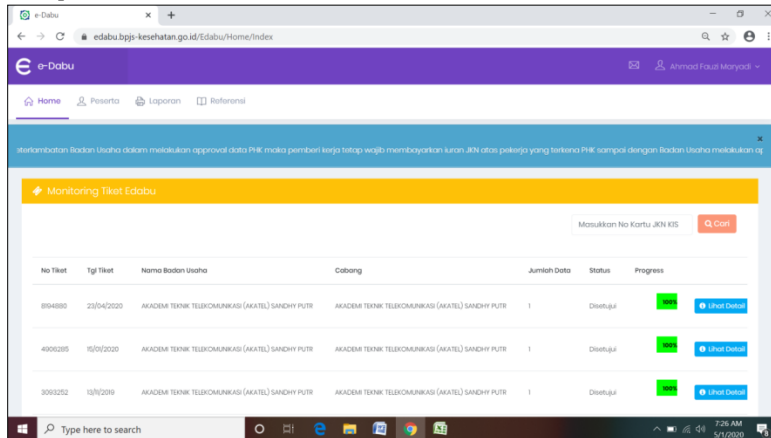 e-Dabu
edabu.bpjs-kesehatan.go.id/Edabu/Home/Index
e-Dabu
Ahmad Fauzi Maryadi
Home Peserta Laporan Referensi
eterlambatan Badan Usaha dalam melakukan approval data PHK maka pemberi kerja tetap wajib membayarkan iuran JKN atas pekerja yang terkena PHK sampai dengan Badan Usaha melakukan ap
Monitoring Tiket Edabu
Masukkan No Kartu JKN KIS Cari
No Tiket Tgl Tiket Nama Badan Usaha Cabang Jumlah Data Status Progress
8194880 23/04/2020 AKADEMI TEKNIK TELEKOMUNIKASI (AKATEL) SANDHY PUTR AKADEMI TEKNIK TELEKOMUNIKASI (AKATEL) SANDHY PUTR 1 Disetujui 100% Lihat Detail
4906285 15/01/2020 AKADEMI TEKNIK TELEKOMUNIKASI (AKATEL) SANDHY PUTR AKADEMI TEKNIK TELEKOMUNIKASI (AKATEL) SANDHY PUTR 1 Disetujui 100% Lihat Detail
3093252 13/11/2019 AKADEMI TEKNIK TELEKOMUNIKASI (AKATEL) SANDHY PUTR AKADEMI TEKNIK TELEKOMUNIKASI (AKATEL) SANDHY PUTR 1 Disetujui 100% Lihat Detail
Type here to search
7:26 AM
5/1/2020